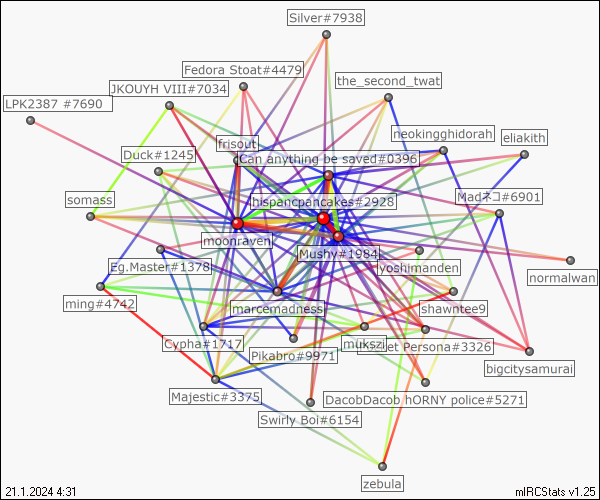 Silver#7938
Fedora Stoat#4479
the_second_twat
JKOUYH VIII#7034
LPK2387 #7690
neokingghidorah
eliakith
frisout
Duck#1245
Can anything be saved#0396
somass
hispancpancakes#2928
Madネコ#6901
moonraven
Mushy#1984
Eg.Master#1378
yoshimanden
normalwan
ming#4742
marcemadness
shawntee9
Cypha#1717
mukszi
et Persona#3326
Pikabro#9971
bigcitysamurai
Majestic#3375
DacobDacob hORNY police#5271
Swirly Boi#6154
zebula
21.1.2024 4:31
mIRCStats v1.25